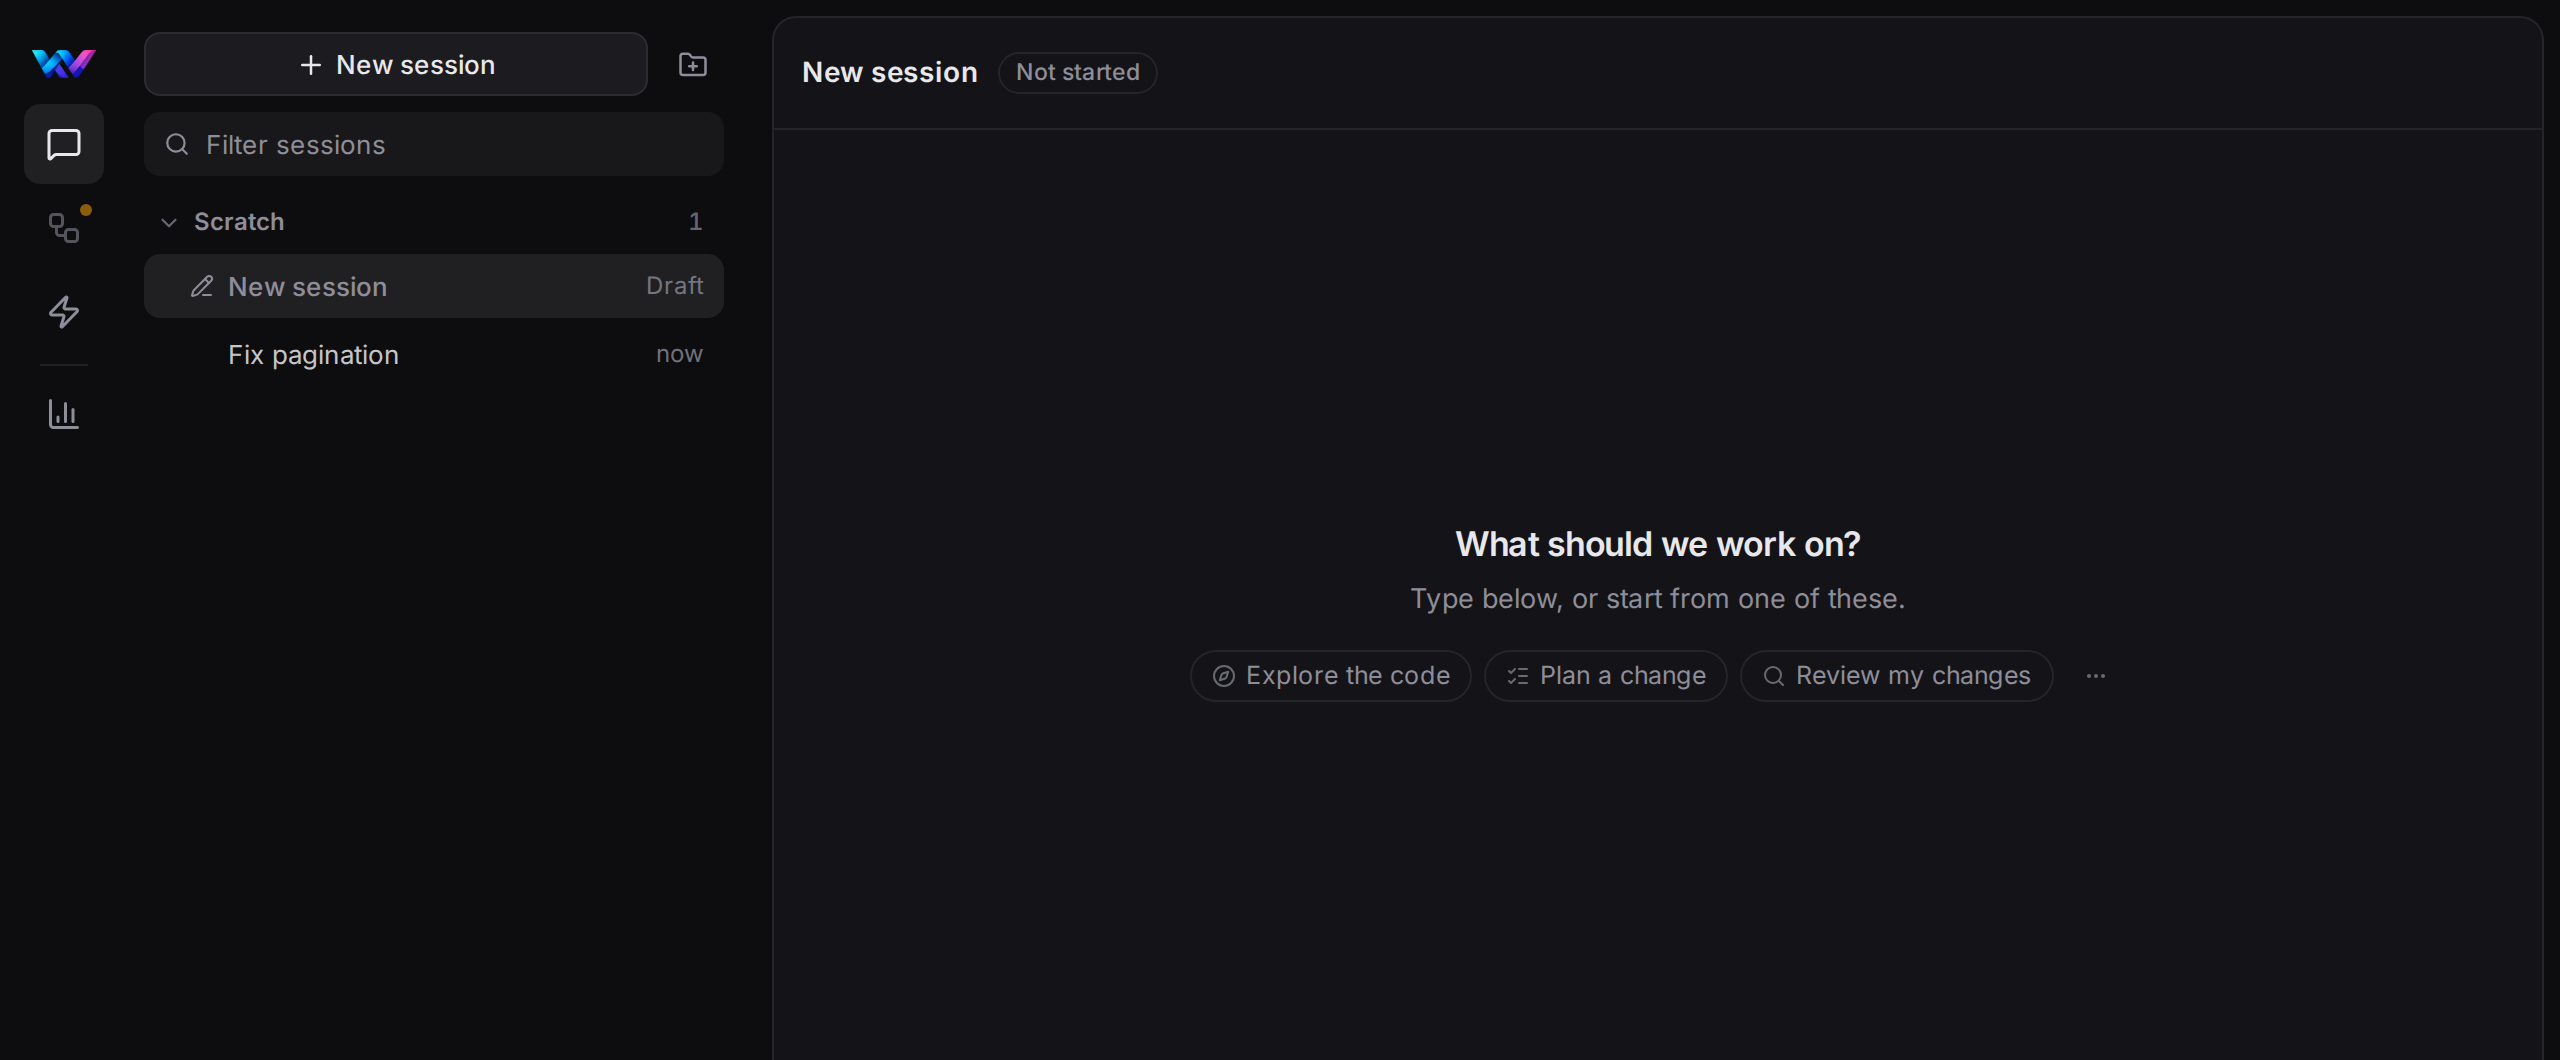 New session
Filter sessions
Scratch 1
New session Draft
Fix pagination now
New session Not started
What should we work on?
Type below, or start from one of these.
Explore the code Plan a change Review my changes